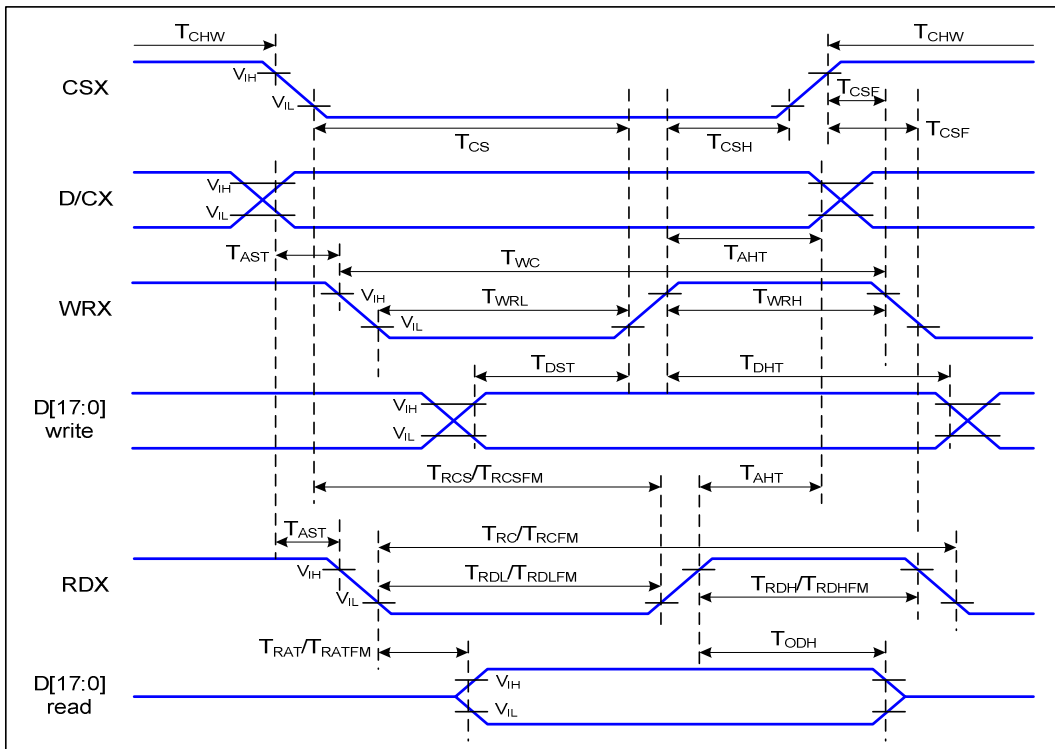 TCHW TCHW
VIH
CSX
TCSF
VIL
TCSF
TCS TCSH
VIH
D/CX
VIL
TAST TAHT
TWC
VIH
TWRL TWRH
WRX
VIL
TDST TDHT
D[17:0]
write
VIH
VIL
TRCS/TRCSFM TAHT
TAST TRC/TRCFM
VIH
RDX
TRDL/TRDLFM TRDH/TRDHFM
VIL
TRAT/TRATFM TODH
D[17:0]
read
VIH
VIL